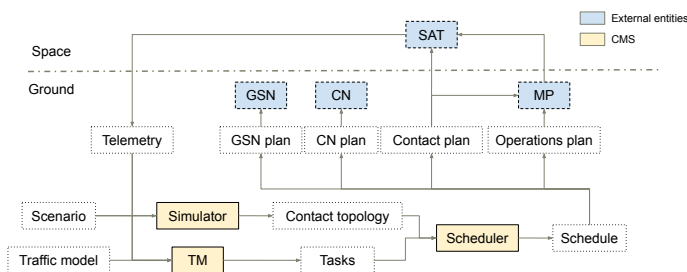 External entities
CMS
Space
SAT
Ground
GSN
CN
MP
Telemetry
GSN plan
CN plan
Contact plan
Operations plan
Scenario
Simulator
Contact topology
Scheduler
Schedule
Traffic model
TM
Tasks